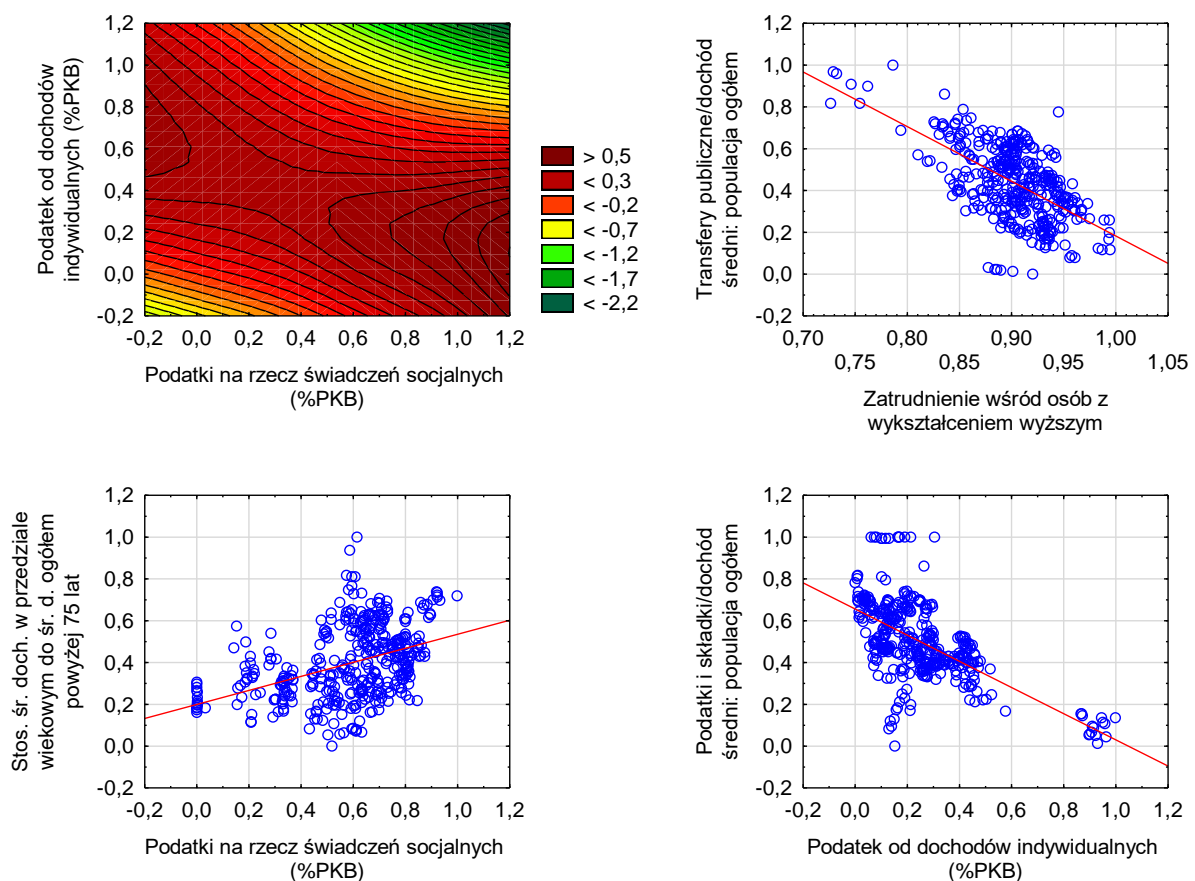 1,2
1,0
0,8
0,6
0,4
0,2
0,0
-0,2
-0,2 0,0 0,2 0,4 0,6 0,8 1,0 1,2
Podatek od dochodów
indywidualnych (%PKB)
Podatki na rzecz świadczeń socjalnych
(%PKB)
> 0,5
< 0,3
< -0,2
< -0,7
< -1,2
< -1,7
< -2,2
1,2
1,0
0,8
0,6
0,4
0,2
0,0
-0,2
0,70 0,80 0,90 1,00
0,75 0,85 0,95 1,05
Transfery publiczne/dochód
średni: populacja ogółem
Zatrudnienie wśród osób z
wykształceniem wyższym
1,2
1,0
0,8
0,6
0,4
0,2
0,0
-0,2
-0,2 0,0 0,2 0,4 0,6 0,8 1,0 1,2
Stos. śr. doch. w przedziale
wiekowym do śr. d. ogółem
powyżej 75 lat
Podatki na rzecz świadczeń socjalnych
(%PKB)
1,2
1,0
0,8
0,6
0,4
0,2
0,0
-0,2
-0,2 0,0 0,2 0,4 0,6 0,8 1,0 1,2
Podatki i składki/dochód
średni: populacja ogółem
Podatek od dochodów indywidualnych
(%PKB)